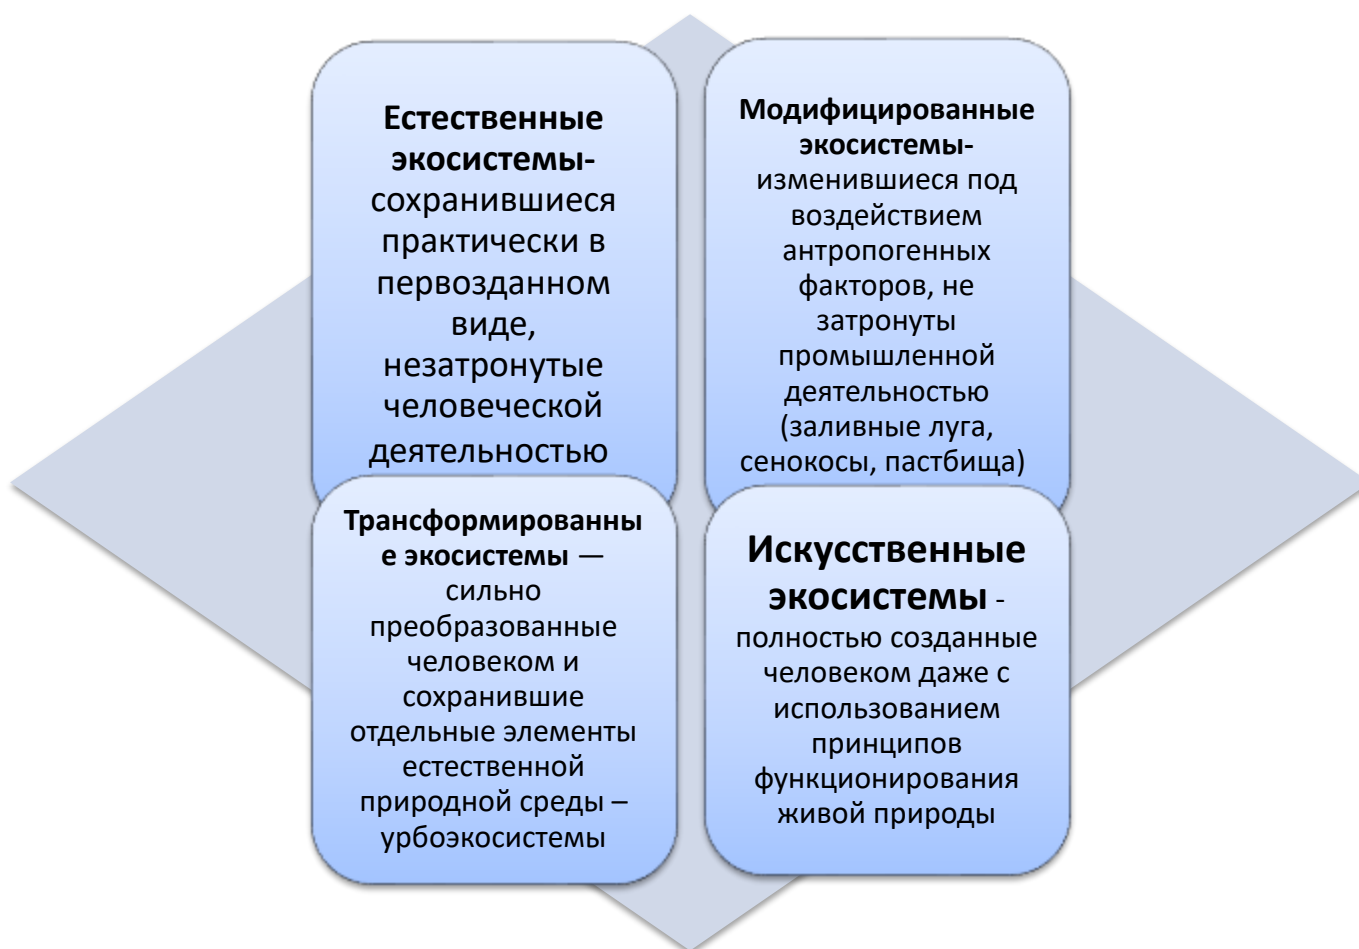 Естественные
экосистемы-
сохранившиеся
практически в
первозданном
виде,
незатронутые
человеческой
деятельностью
Модифицированные
экосистемы-
изменившиеся под
воздействием
антропогенных
факторов, не
затронуты
промышленной
деятельностью
(заливные луга,
сенокосы, пастбища)
Трансформированны
е экосистемы —
сильно
преобразованные
человеком и
сохранившие
отдельные элементы
естественной
природной среды –
урбоэкосистемы
Искусственные
экосистемы -
полностью созданные
человеком даже с
использованием
принципов
функционирования
живой природы